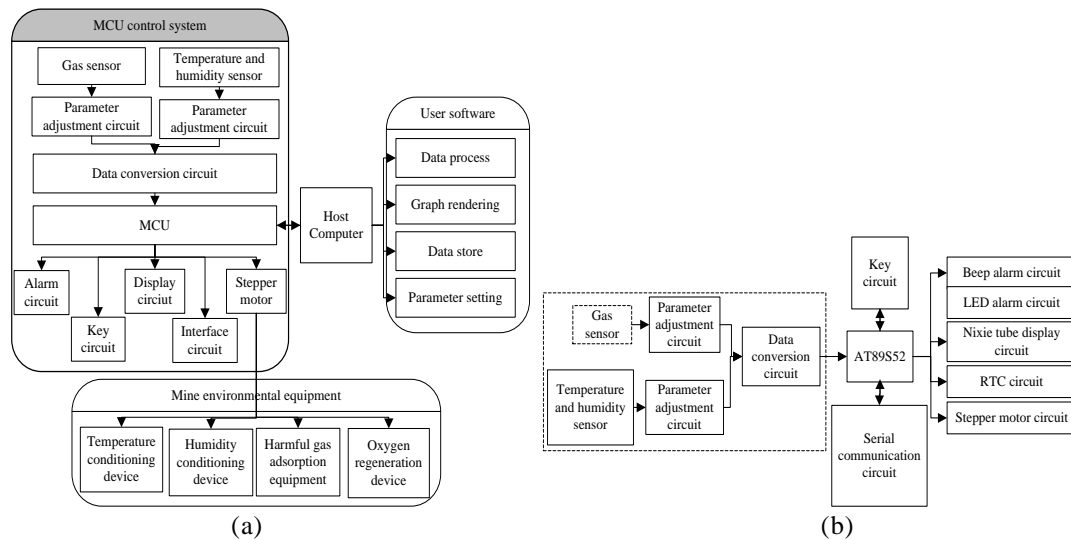 MCU control system
Gas sensor
Temperature and
humidity sensor
Parameter
adjustment circuit
Parameter
adjustment circuit
Data conversion circuit
MCU
Alarm
circuit
Key
circuit
Display
circiut
Interface
circuit
Stepper
motor
Host
Computer
User software
Data process
Graph rendering
Data store
Parameter setting
Mine environmental equipment
Temperature
conditioning
device
Humidity
conditioning
device
Harmful gas
adsorption
equipment
Oxygen
regeneration
device
(a)
Gas
sensor
Parameter
adjustment
circuit
Temperature
and humidity
sensor
Parameter
adjustment
circuit
Data
conversion
circuit
Key
circuit
AT89S52
Serial
communication
circuit
Beep alarm circuit
LED alarm circuit
Nixie tube display
circuit
RTC circuit
Stepper motor circuit
(b)